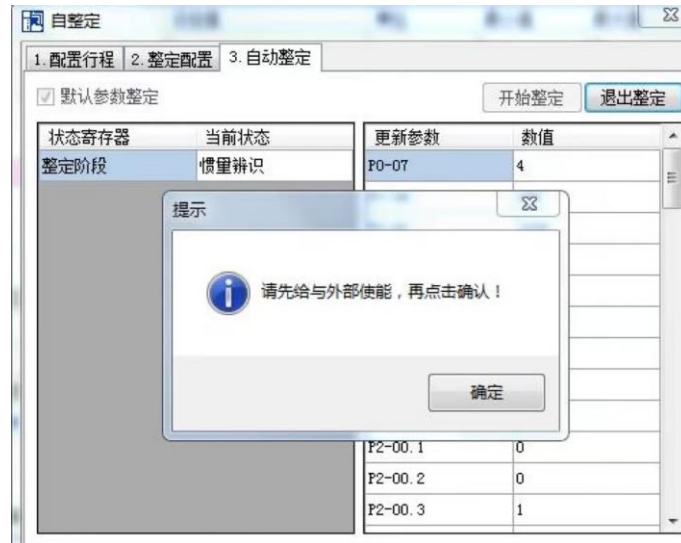 自整定
1.配置行程 2.整定配置 3.自动整定
默认参数整定 开始整定 退出整定
状态寄存器 当前状态 更新参数 数值
整定阶段 惯量辨识 P0-07 4
提示
请先给与外部使能，再点击确认！
确定
P2-00.1 0
P2-00.2 0
P2-00.3 1